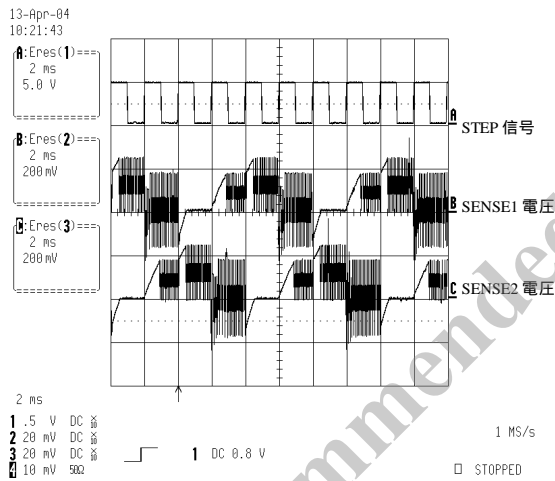 13-Apr-04
10:21:43
A:Eres(1)
2 ms
5.0 V
B:Eres(2)
2 ms
200 mV
:Eres(3)
2 ms
200 mV
A STEP 信号
B SENSE1 電圧
C SENSE2 電圧
2 ms
1 .5 V DC
2 20 mV DC
3 20 mV DC
4 10 mV 50Ω
1 DC 0.8 V
1 MS/s
STOPPED
mmended